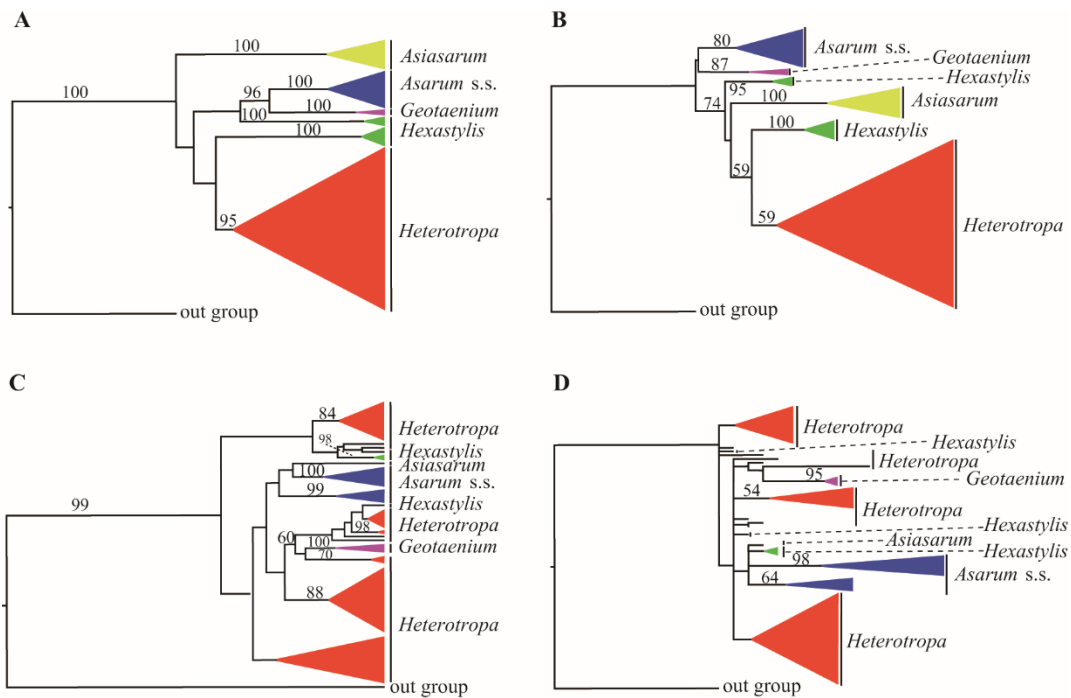 A
100
Asiasarum
100
Asarum s.s.
96
100
100
Geotaenium
100
Hexastylis
100
95
Heterotropa
out group
B
80
Asarum s.s.
87
Geotaenium
95
Hexastylis
74
100
Asiasarum
100
Hexastylis
59
59
Heterotropa
C
84
Heterotropa
98
Hexastylis
Asiasarum
100
Asarum s.s.
99
99
Hexastylis
98
Heterotropa
60
100
Geotaenium
70
88
Heterotropa
out group
D
Heterotropa
Hexastylis
Heterotropa
95
Geotaenium
54
Heterotropa
Hexastylis
Asiasarum
Hexastylis
98
Asarum s.s.
64
Heterotropa
out group